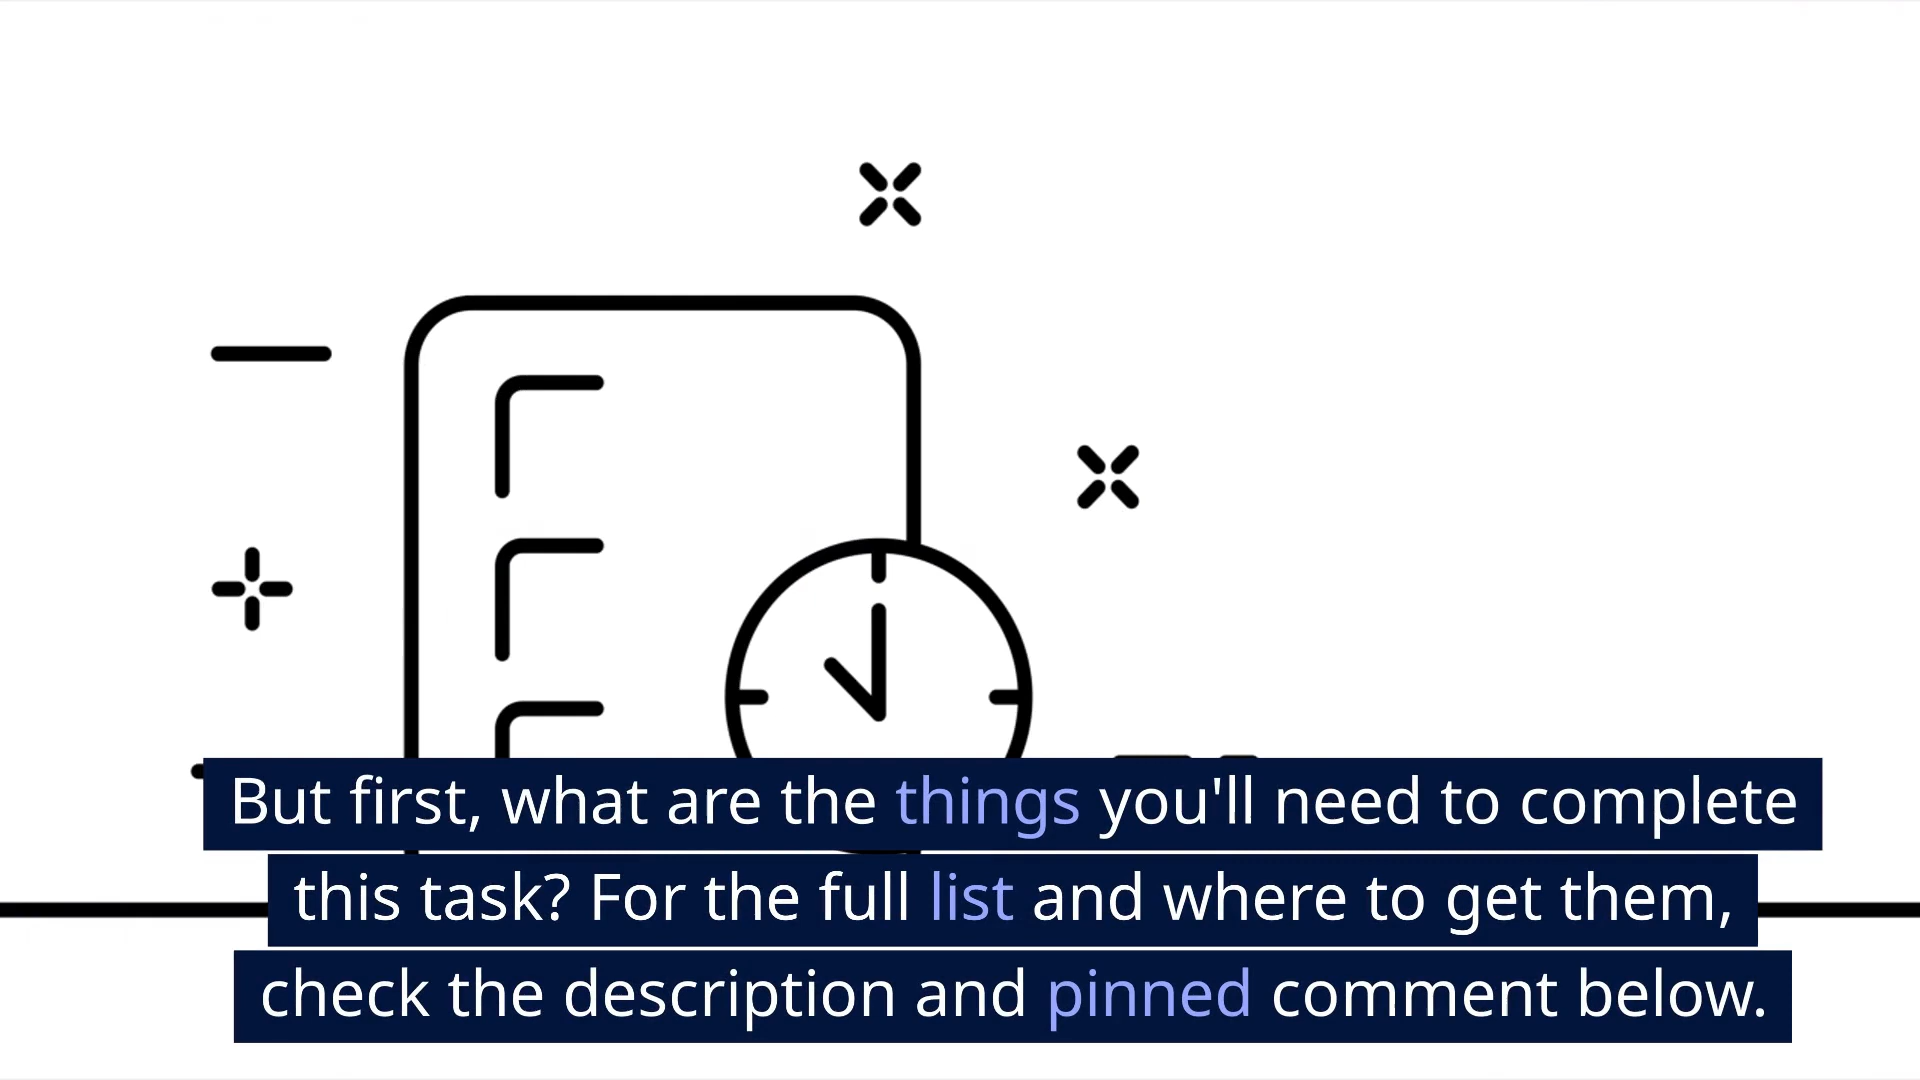 But first, what are the things you'll need to complete
this task? For the full list and where to get them,
check the description and pinned comment below.